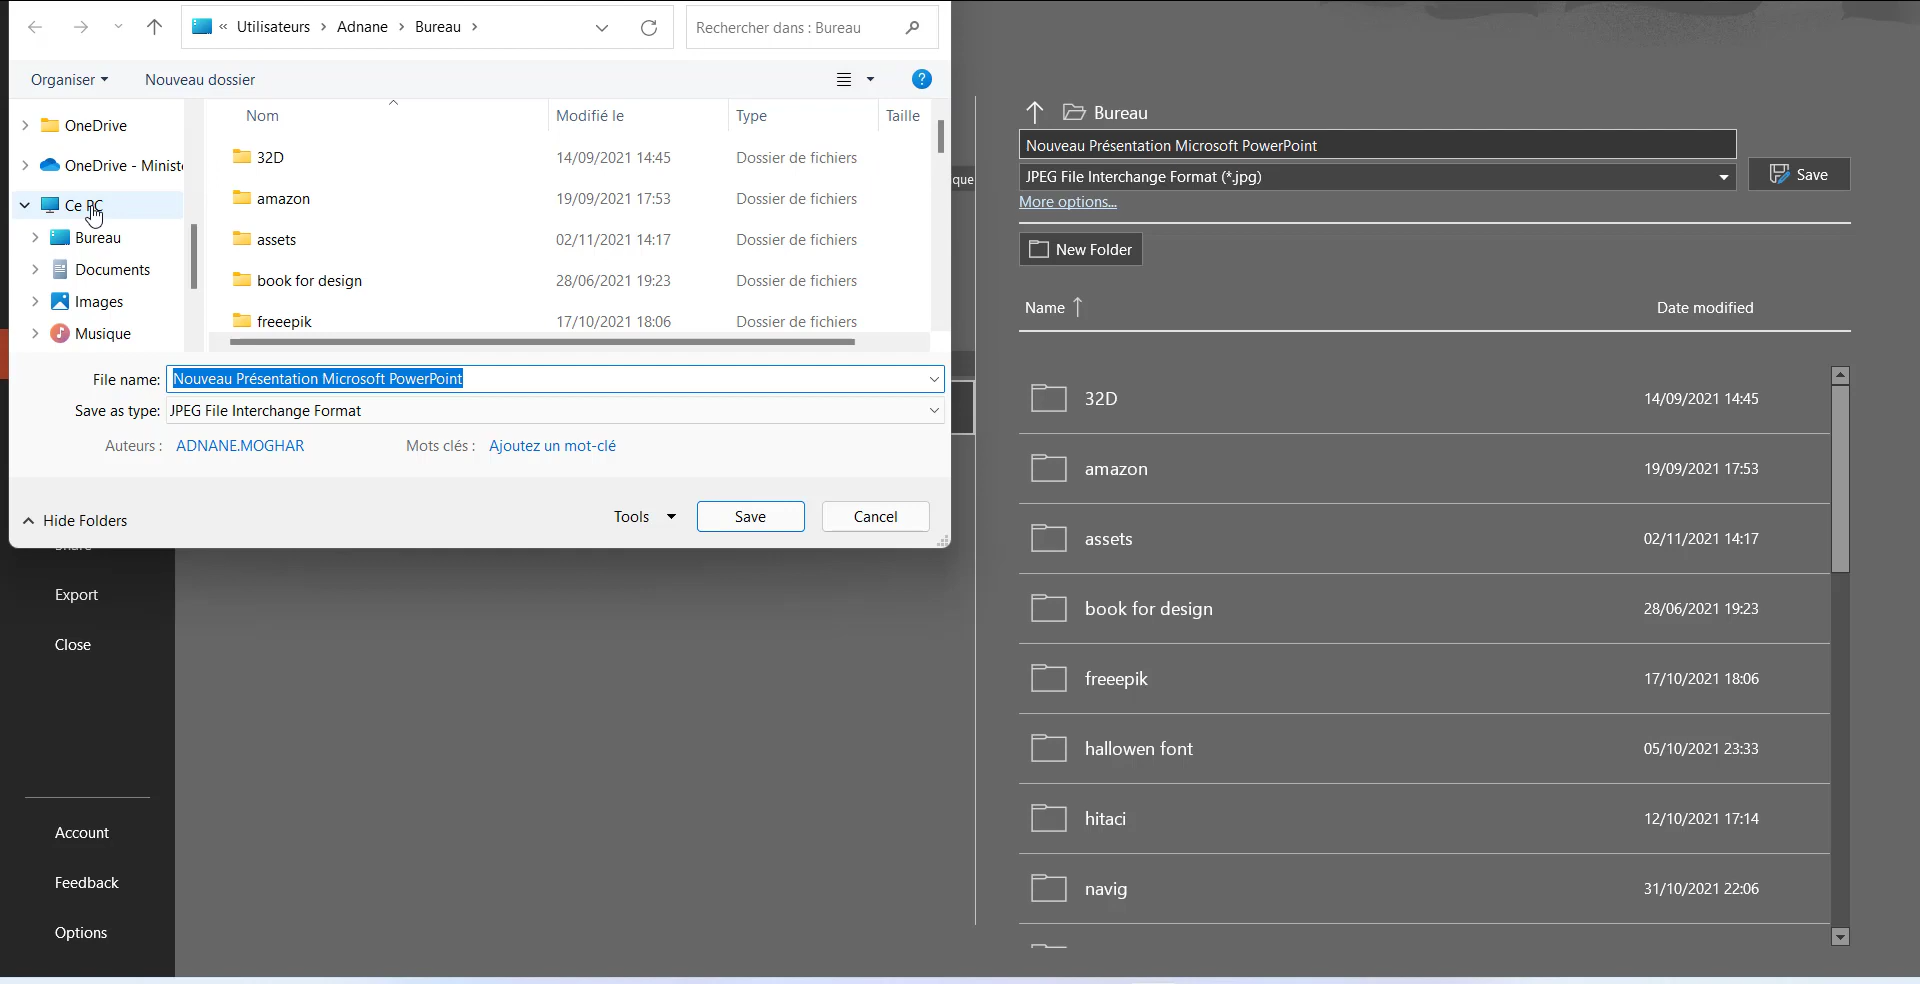 « Utilisateurs > Adnane > Bureau >
Rechercher dans : Bureau
Organiser
Nouveau dossier
?
OneDrive
OneDrive - Minist
Ce PC
Bureau
Documents
Images
Musique
Nom Modifié le Type Taille
32D 14/09/2021 14:45 Dossier de fichiers
amazon 19/09/2021 17:53 Dossier de fichiers
assets 02/11/2021 14:17 Dossier de fichiers
book for design 28/06/2021 19:23 Dossier de fichiers
freeepik 17/10/2021 18:06 Dossier de fichiers
File name: Nouveau Présentation Microsoft PowerPoint
Save as type: JPEG File Interchange Format
Auteurs : ADNANE.MOGHAR Mots clés : Ajoutez un mot-clé
Hide Folders
Tools Save Cancel
Share
Export
Close
Account
Feedback
Options
que
Bureau
Nouveau Présentation Microsoft PowerPoint
JPEG File Interchange Format (*.jpg)
Save
More options...
New Folder
Name ↑ Date modified
32D 14/09/2021 14:45
amazon 19/09/2021 17:53
assets 02/11/2021 14:17
book for design 28/06/2021 19:23
freeepik 17/10/2021 18:06
hallowen font 05/10/2021 23:33
hitaci 12/10/2021 17:14
navig 31/10/2021 22:06